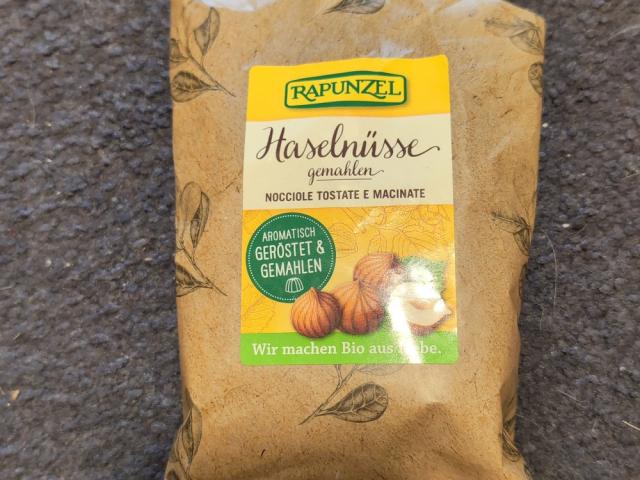 RAPUNZEL
Haselnüsse
gemahlen
NOCCIOLE TOSTATE E MACINATE
AROMATISCH
GERÖSTET &
GEMAHLEN
Wir machen Bio aus